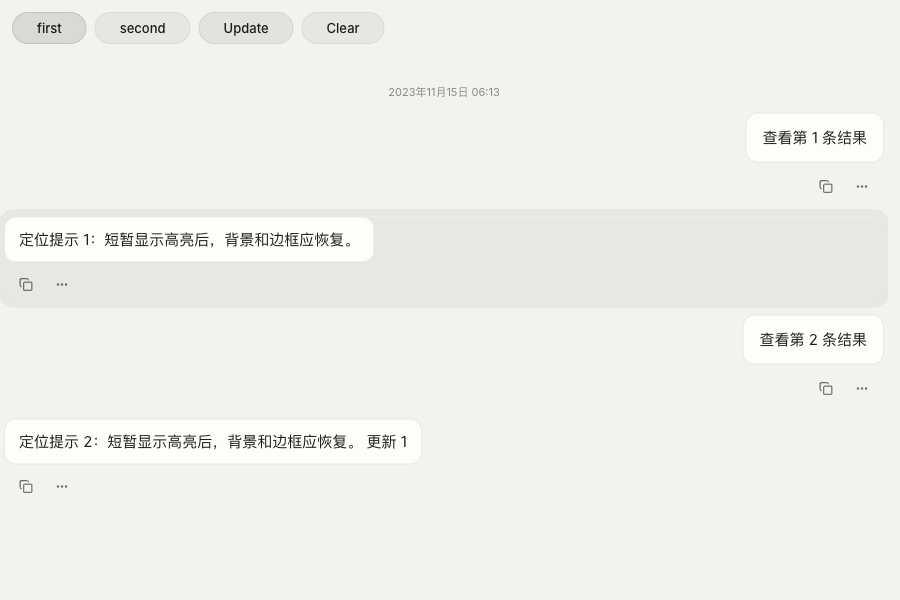 first second Update Clear
2023年11月15日 06:13
查看第 1 条结果
定位提示 1：短暂显示高亮后，背景和边框应恢复。
查看第 2 条结果
定位提示 2：短暂显示高亮后，背景和边框应恢复。 更新 1